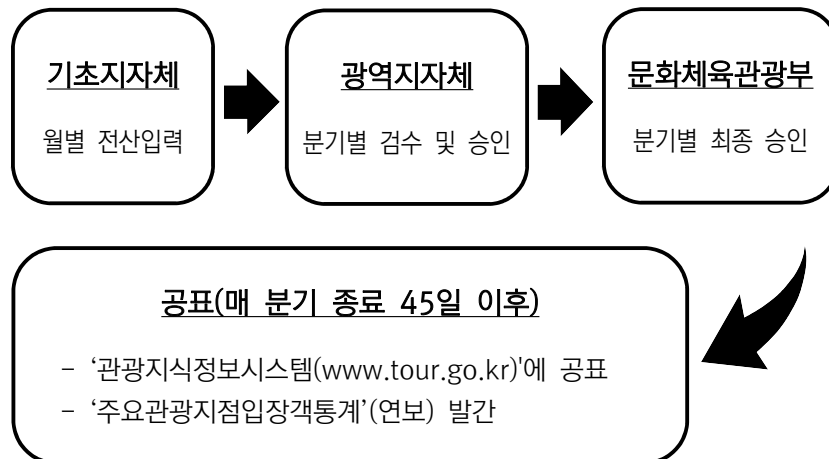 기초지자체
월별 전산입력
광역지자체
분기별 검수 및 승인
문화체육관광부
분기별 최종 승인
공표(매 분기 종료 45일 이후)
- ‘관광지식정보시스템(www.tour.go.kr)'에 공표
- ‘주요관광지점입장객통계’(연보) 발간